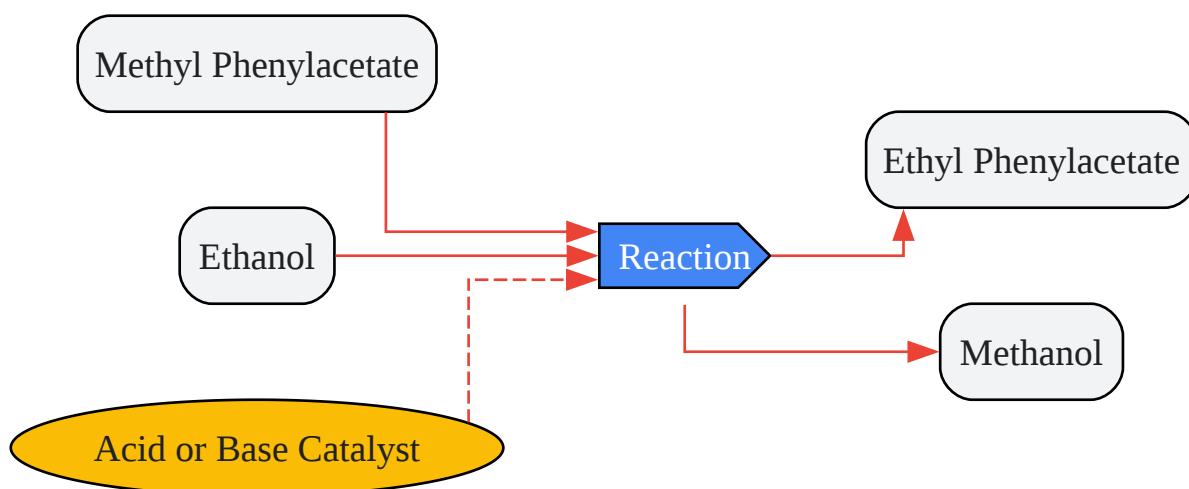 Methyl Phenylacetate
Ethyl Phenylacetate
Ethanol
Reaction
Methanol
Acid or Base Catalyst